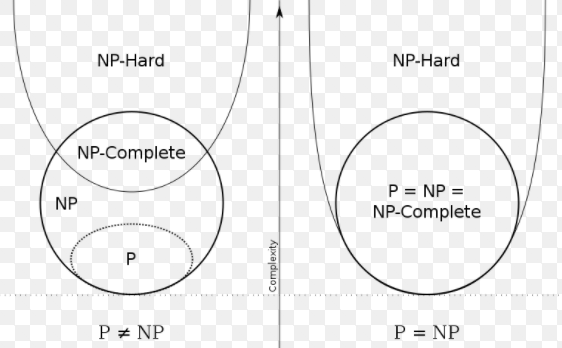 NP-Hard
NP-Complete
NP
P
P ≠ NP
Complexity
NP-Hard
P = NP =
NP-Complete
P = NP